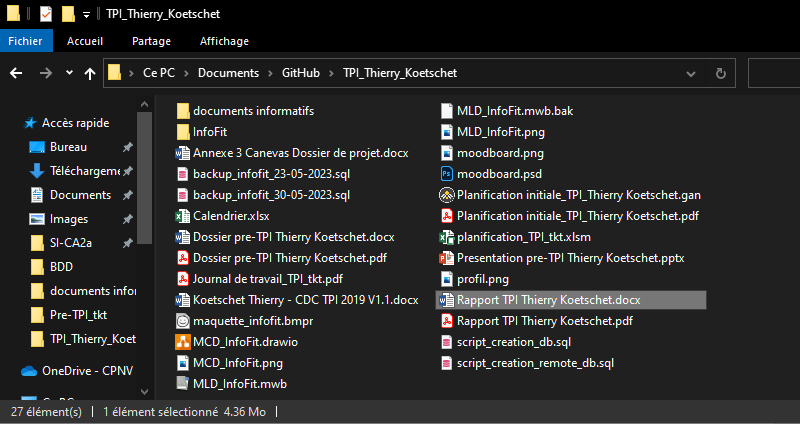 TPI_Thierry_Koetschet
Fichier Accueil Partage Affichage
Ce PC Documents GitHub TPI_Thierry_Koetschet
Accès rapide
Bureau
Téléchargeme
Documents
Images
SI-CA2a
BDD
documents infor
Pre-TPI_tkt
TPI_Thierry_Koet
OneDrive - CPNV
documents informatifs
InfoFit
Annexe 3 Canevas Dossier de projet.docx
backup_infofit_23-05-2023.sql
backup_infofit_30-05-2023.sql
Calendrier.xlsx
Dossier pre-TPI Thierry Koetschet.docx
Dossier pre-TPI Thierry Koetschet.pdf
Journal de travail_TPI_tkt.pdf
Koetschet Thierry - CDC TPI 2019 V1.1.docx
maquette_infofit.bmpr
MCD_InfoFit.drawio
MCD_InfoFit.png
MLD_InfoFit.mwb
MLD_InfoFit.mwb.bak
MLD_InfoFit.png
moodboard.png
moodboard.psd
Planification initiale_TPI_Thierry Koetschet.gan
Planification initiale_TPI_Thierry Koetschet.pdf
planification_TPI_tkt.xlsm
Presentation pre-TPI Thierry Koetschet.pptx
profil.png
Rapport TPI Thierry Koetschet.docx
Rapport TPI Thierry Koetschet.pdf
script_creation_db.sql
script_creation_remote_db.sql
27 élément(s) 1 élément sélectionné 4.36 Mo